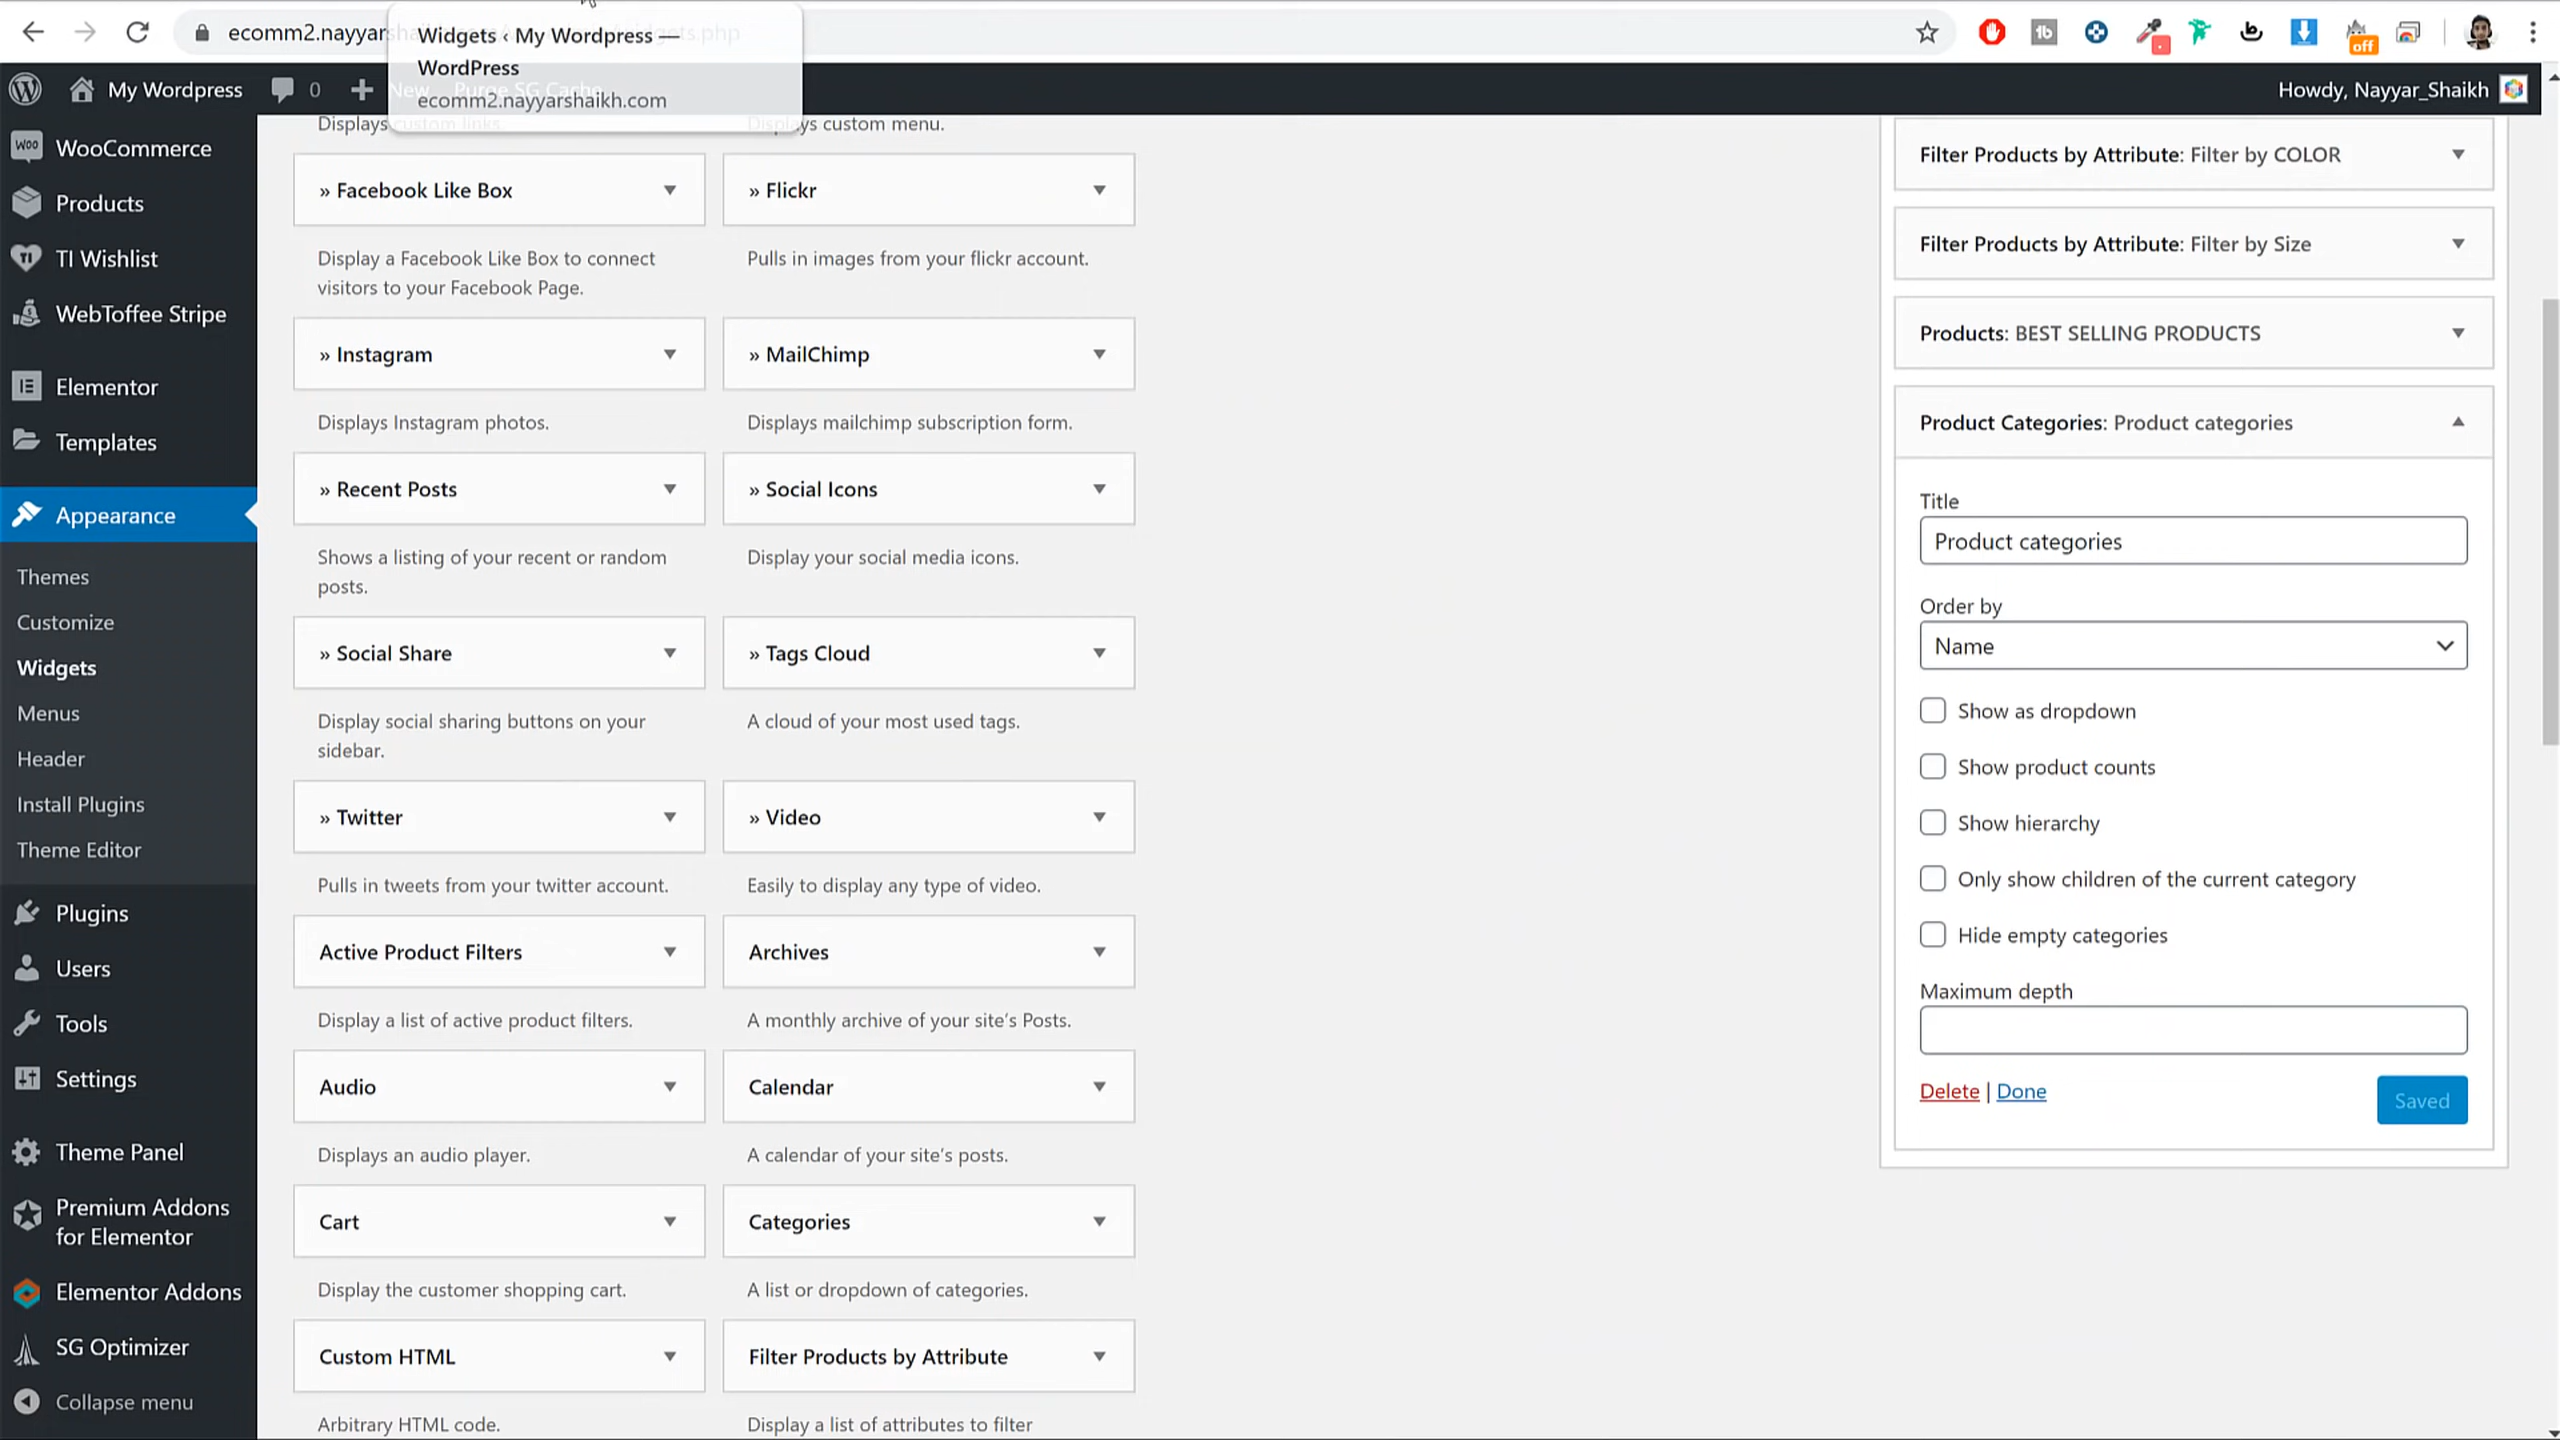 ecomm2.nayyarshaikh
Widgets ‹ My Wordpress —
WordPress
ecomm2.nayyarshaikh.com
My Wordpress
0
New
Purge SG Cache
Howdy, Nayyar_Shaikh
off
WooCommerce
Products
TI Wishlist
WebToffee Stripe
Elementor
Templates
Appearance
Themes
Customize
Widgets
Menus
Header
Install Plugins
Theme Editor
Plugins
Users
Tools
Settings
Theme Panel
Premium Addons
for Elementor
Elementor Addons
SG Optimizer
Collapse menu
Displays custom links.
Displays custom menu.
» Facebook Like Box
» Flickr
Display a Facebook Like Box to connect
visitors to your Facebook Page.
Pulls in images from your flickr account.
» Instagram
» MailChimp
Displays Instagram photos.
Displays mailchimp subscription form.
» Recent Posts
» Social Icons
Shows a listing of your recent or random
posts.
Display your social media icons.
» Social Share
» Tags Cloud
Display social sharing buttons on your
sidebar.
A cloud of your most used tags.
» Twitter
» Video
Pulls in tweets from your twitter account.
Easily to display any type of video.
Active Product Filters
Archives
Display a list of active product filters.
A monthly archive of your site's Posts.
Audio
Calendar
Displays an audio player.
A calendar of your site's posts.
Cart
Categories
Display the customer shopping cart.
A list or dropdown of categories.
Custom HTML
Filter Products by Attribute
Arbitrary HTML code.
Display a list of attributes to filter
Filter Products by Attribute: Filter by COLOR
Filter Products by Attribute: Filter by Size
Products: BEST SELLING PRODUCTS
Product Categories: Product categories
Title
Product categories
Order by
Name
Show as dropdown
Show product counts
Show hierarchy
Only show children of the current category
Hide empty categories
Maximum depth
Delete | Done
Saved